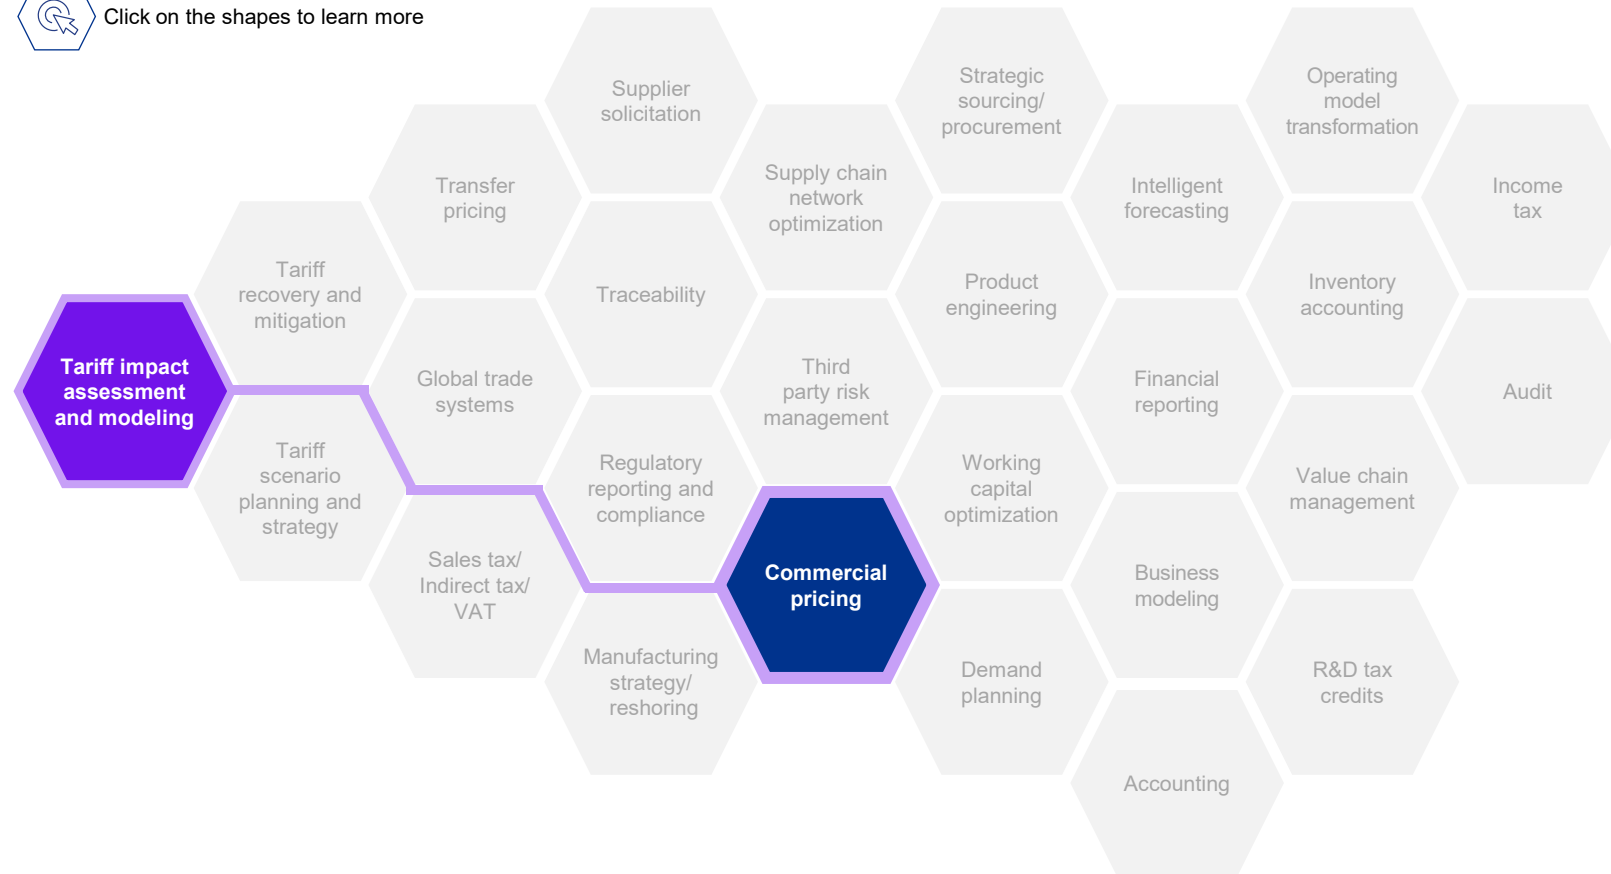 Click on the shapes to learn more
Supplier
solicitation
Strategic
sourcing/
procurement
Operating
model
transformation
Transfer
pricing
Supply chain
network
optimization
Intelligent
forecasting
Income
tax
Tariff
recovery and
mitigation
Traceability
Product
engineering
Inventory
accounting
Tariff impact
assessment
and modeling
Global trade
systems
Third
party risk
management
Financial
reporting
Audit
Tariff
scenario
planning and
strategy
Regulatory
reporting and
compliance
Working
capital
optimization
Value chain
management
Sales tax/
Indirect tax/
VAT
Commercial
pricing
Business
modeling
Manufacturing
strategy/
reshoring
Demand
planning
R&D tax
credits
Accounting